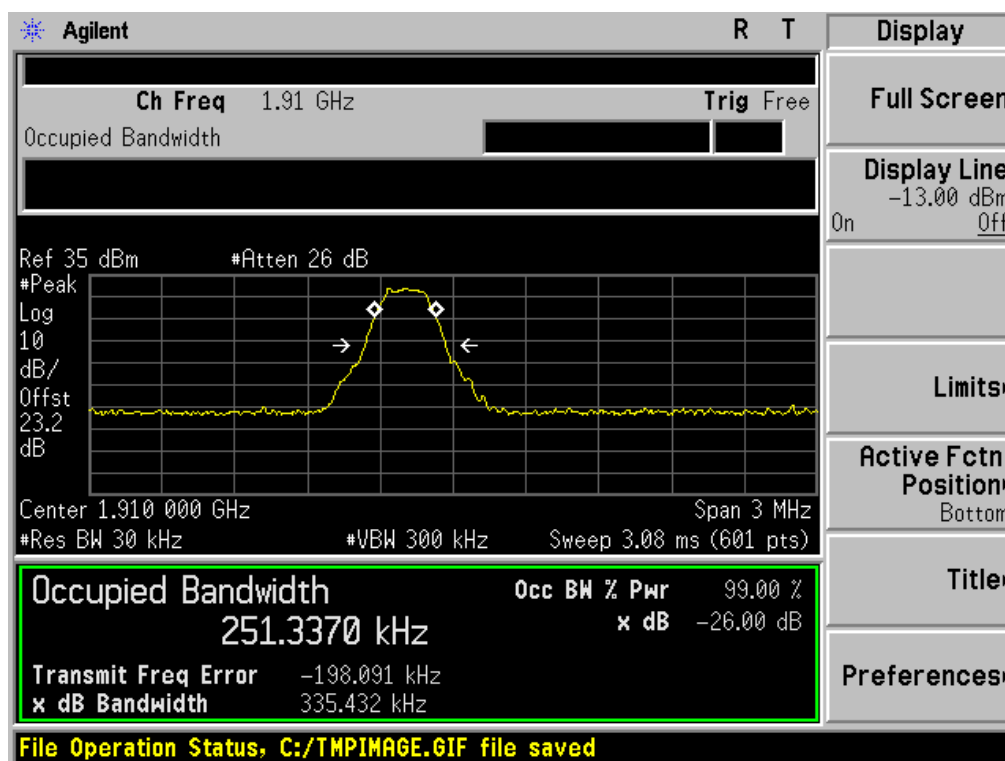 Agilent R T Display
Ch Freq 1.91 GHz Trig Free
Occupied Bandwidth
Full Screen
Display Line
-13.00 dBm
On Off
Ref 35 dBm #Atten 26 dB
#Peak
Log
10
dB/
Offst
23.2
dB
Center 1.910 000 GHz Span 3 MHz
#Res BW 30 kHz #VBW 300 kHz Sweep 3.08 ms (601 pts)
Limits
Active Fctn
Position
Bottom
Title
Preferences
Occupied Bandwidth
251.3370 kHz
Occ BW % Pwr 99.00 %
x dB -26.00 dB
Transmit Freq Error -198.091 kHz
x dB Bandwidth 335.432 kHz
File Operation Status, C:/TMPIMAGE.GIF file saved